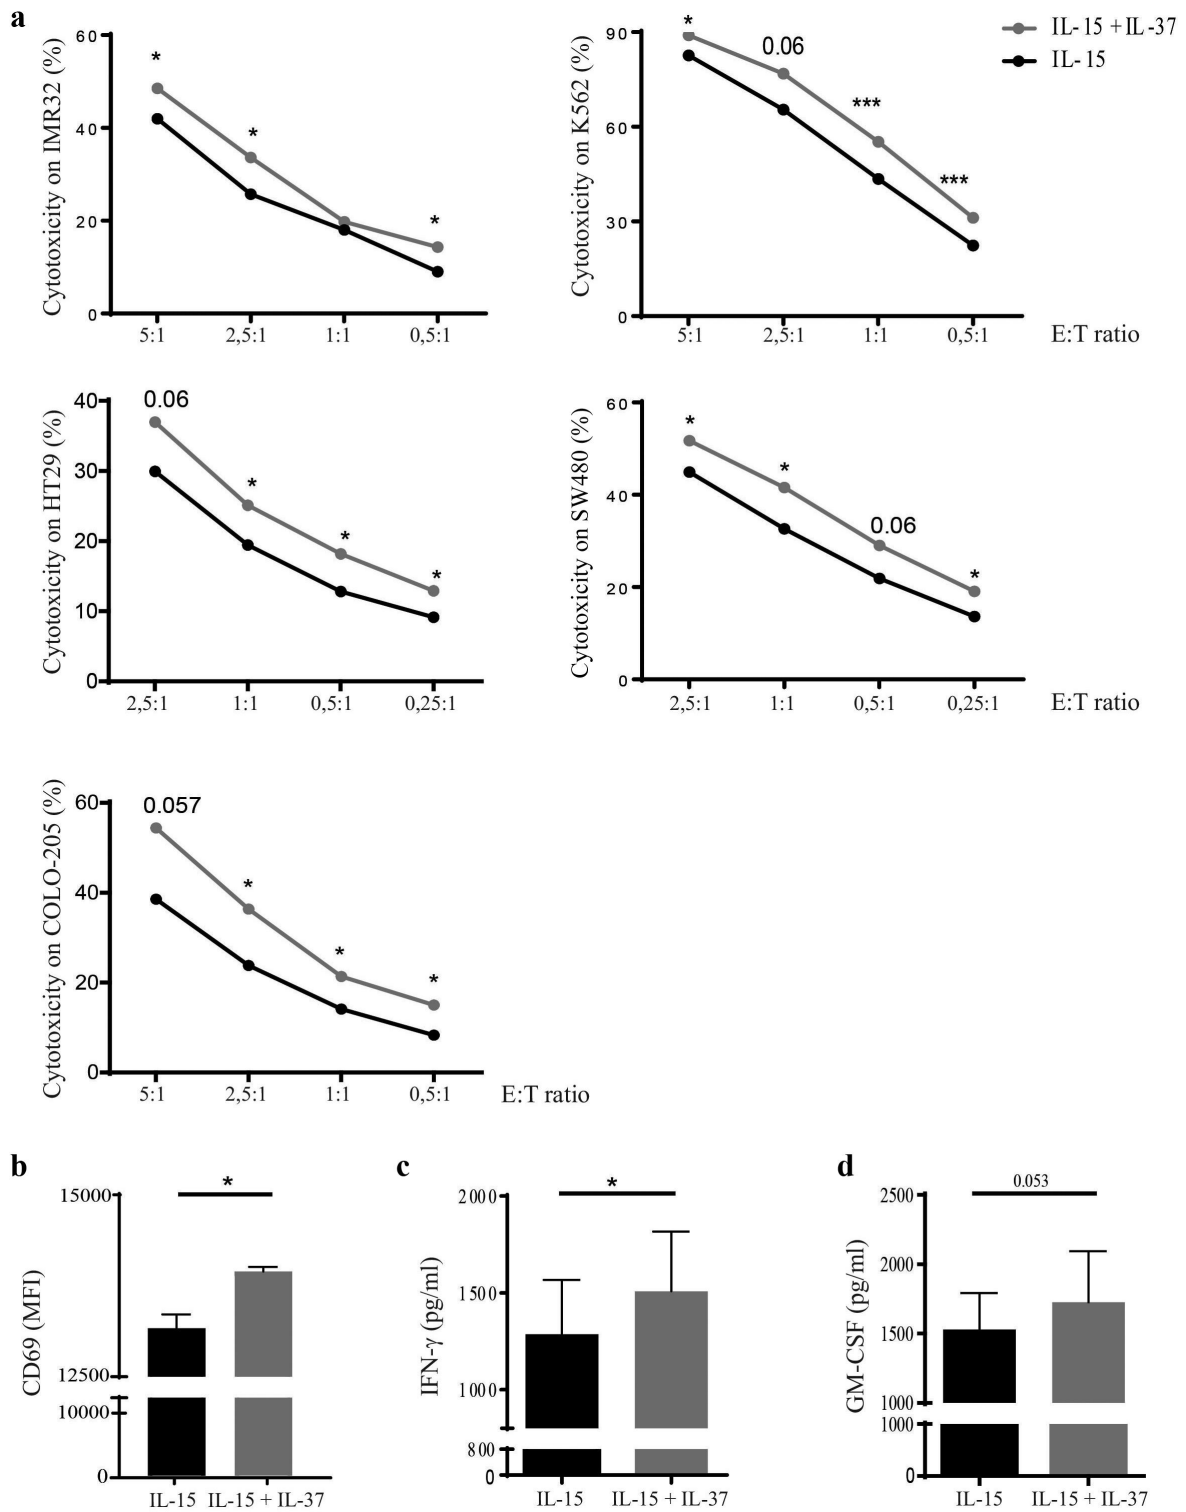 a
IL-15 + IL-37
IL-15
Cytotoxicity on IMR32 (%)
60
40
20
0
*
*
*
5:1 2,5:1 1:1 0,5:1
Cytotoxicity on K562 (%)
90
60
30
0
*
0.06
***
***
5:1 2,5:1 1:1 0,5:1
E:T ratio
Cytotoxicity on HT29 (%)
40
30
20
10
0
0.06
*
*
*
2,5:1 1:1 0,5:1 0,25:1
Cytotoxicity on SW480 (%)
60
40
20
0
*
*
0.06
*
2,5:1 1:1 0,5:1 0,25:1
E:T ratio
Cytotoxicity on COLO-205 (%)
60
40
20
0
0.057
*
*
*
5:1 2,5:1 1:1 0,5:1
E:T ratio
b
CD69 (MFI)
15000
12500
10000
0
*
IL-15 IL-15 + IL-37
c
IFN-γ (pg/ml)
2000
1500
1000
800
0
*
IL-15 IL-15 + IL-37
d
GM-CSF (pg/ml)
2500
2000
1500
1000
1000
0
0.053
IL-15 IL-15 + IL-37